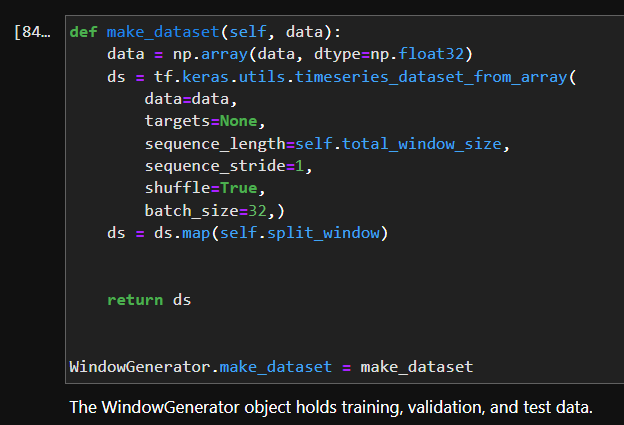 [84…
def make_dataset(self, data):
    data = np.array(data, dtype=np.float32)
    ds = tf.keras.utils.timeseries_dataset_from_array(
        data=data,
        targets=None,
        sequence_length=self.total_window_size,
        sequence_stride=1,
        shuffle=True,
        batch_size=32,)
    ds = ds.map(self.split_window)
    return ds
WindowGenerator.make_dataset = make_dataset
The WindowGenerator object holds training, validation, and test data.